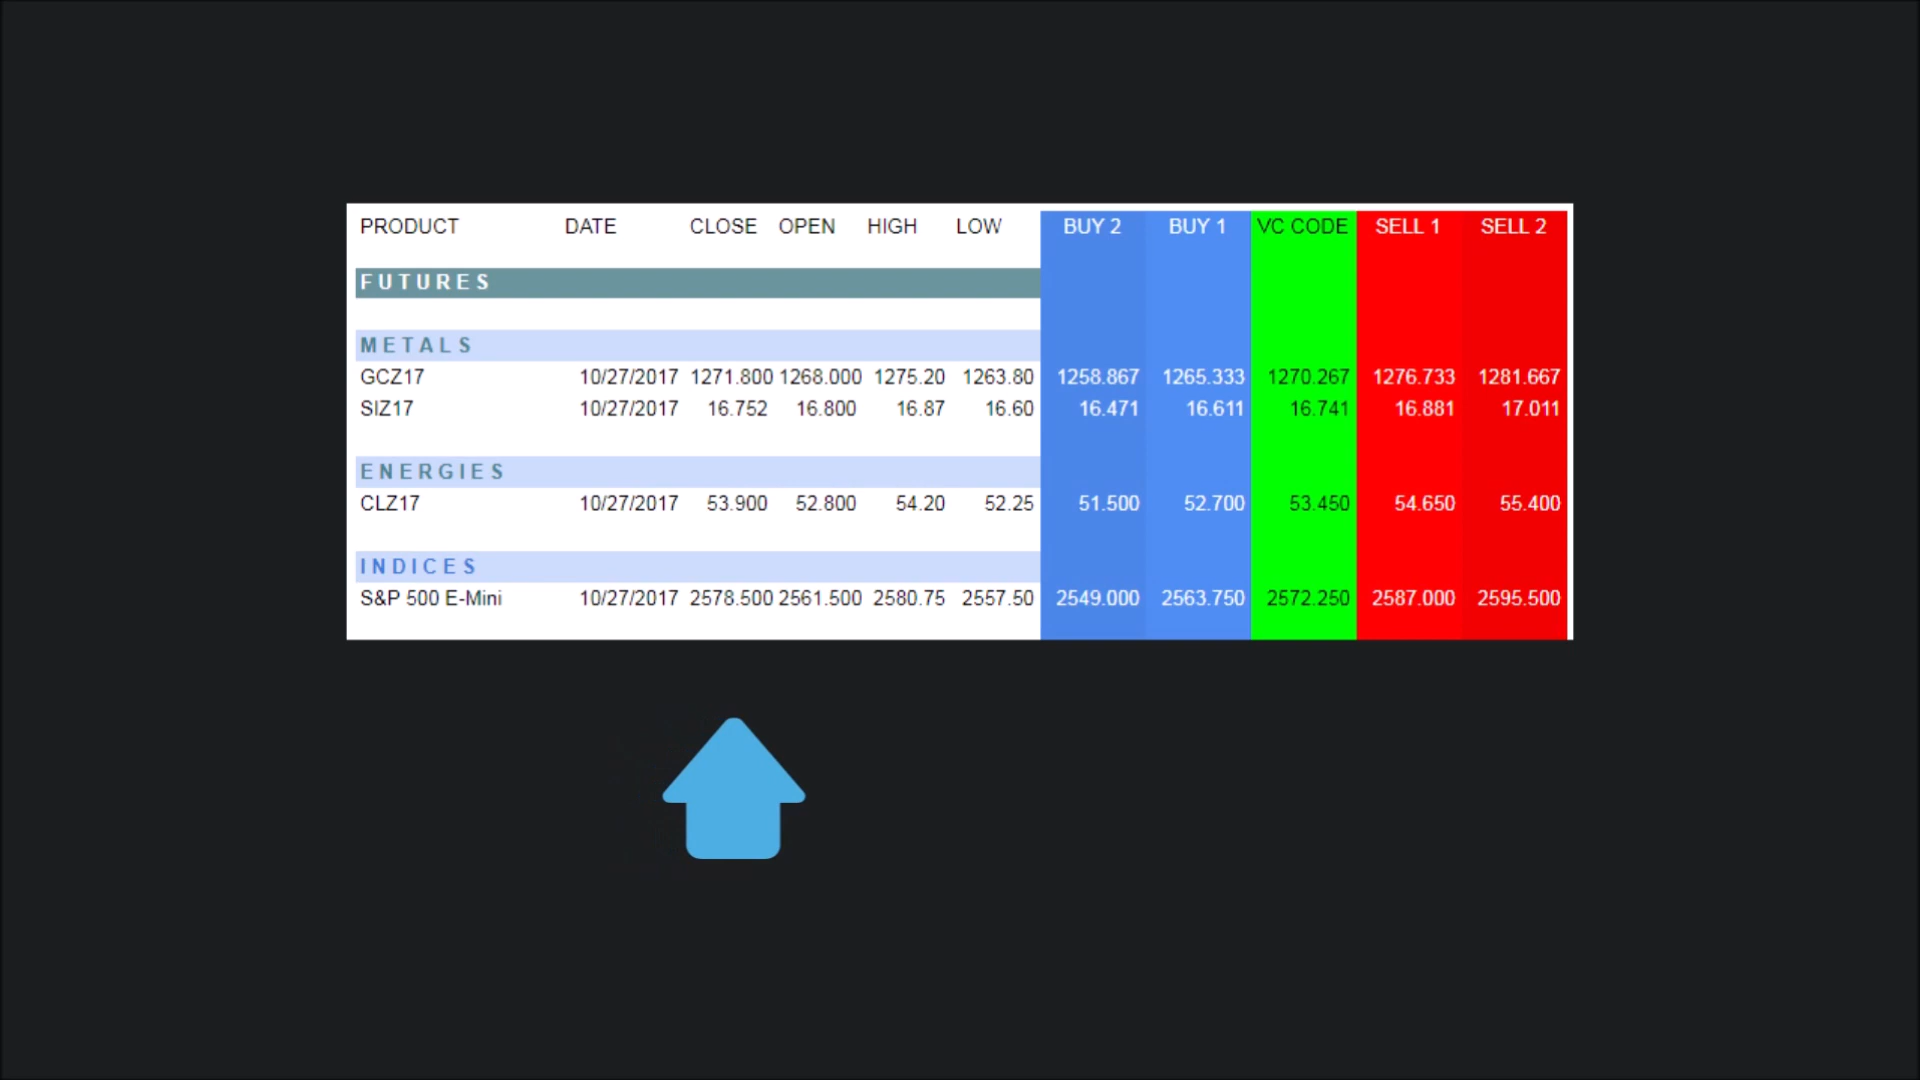 PRODUCT DATE CLOSE OPEN HIGH LOW BUY 2 BUY 1 VC CODE SELL 1 SELL 2
FUTURES
METALS
GCZ17 10/27/2017 1271.800 1268.000 1275.20 1263.80 1258.867 1265.333 1270.267 1276.733 1281.667
SIZ17 10/27/2017 16.752 16.800 16.87 16.60 16.471 16.611 16.741 16.881 17.011
ENERGIES
CLZ17 10/27/2017 53.900 52.800 54.20 52.25 51.500 52.700 53.450 54.650 55.400
INDICES
S&P 500 E-Mini 10/27/2017 2578.500 2561.500 2580.75 2557.50 2549.000 2563.750 2572.250 2587.000 2595.500